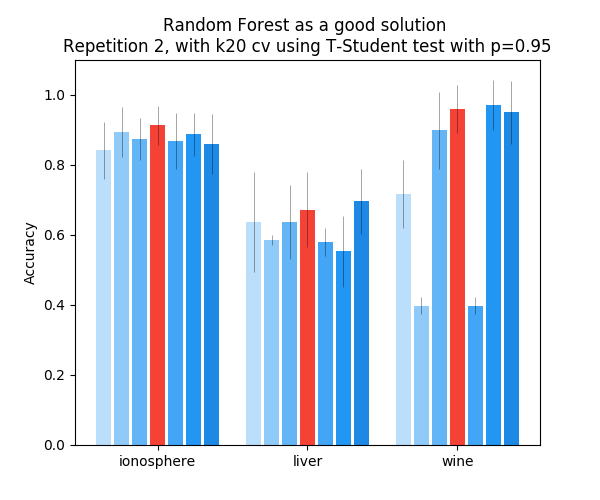 Random Forest as a good solution
Repetition 2, with k20 cv using T-Student test with p=0.95
1.0
0.8
0.6
0.4
0.2
0.0
Accuracy
ionosphere
liver
wine